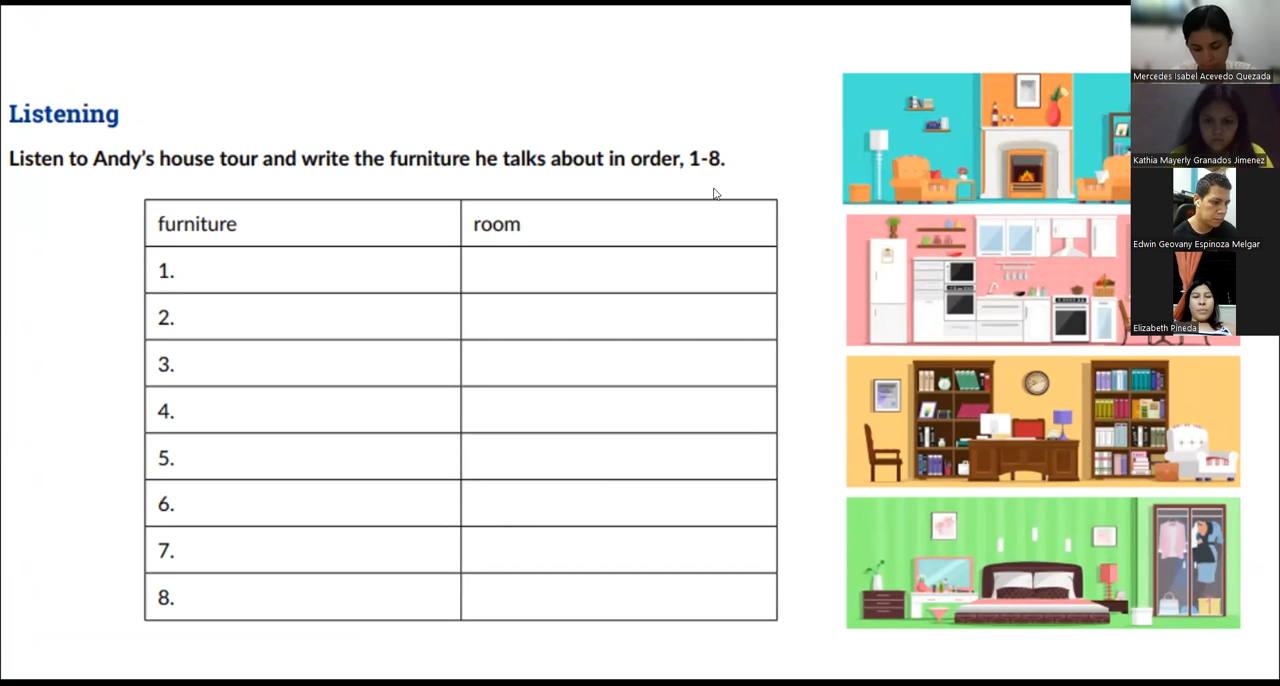 Listening
Listen to Andy's house tour and write the furniture he talks about in order, 1-8.
furniture room
1.
2.
3.
4.
5.
6.
7.
8.
Mercedes Isabel Acevedo Quezada
Kathia Mayerly Granados Jimenez
Edwin Geovany Espinoza Melgar
Elizabeth Pineda